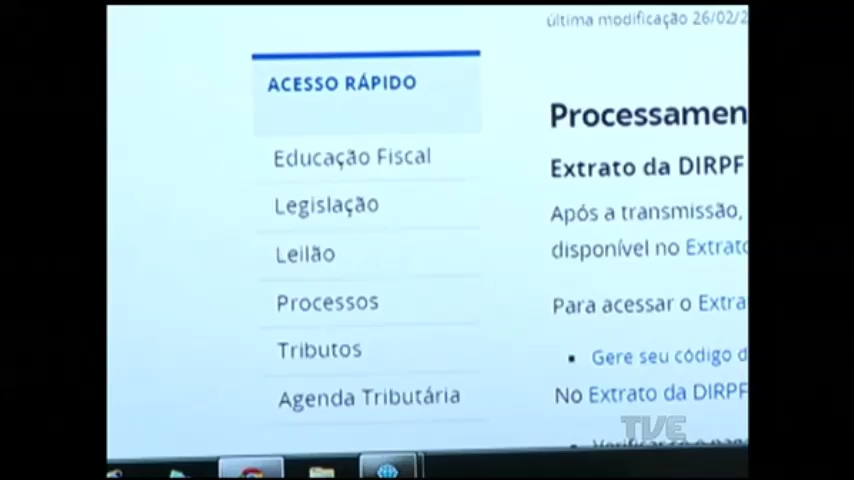 última modificação 26/02/2
ACESSO RÁPIDO
Educação Fiscal
Legislação
Leilão
Processos
Tributos
Agenda Tributária
Processamen
Extrato da DIRPF
Após a transmissão,
disponível no Extrato
Para acessar o Extra
Gere seu código d
No Extrato da DIRPF
TVE